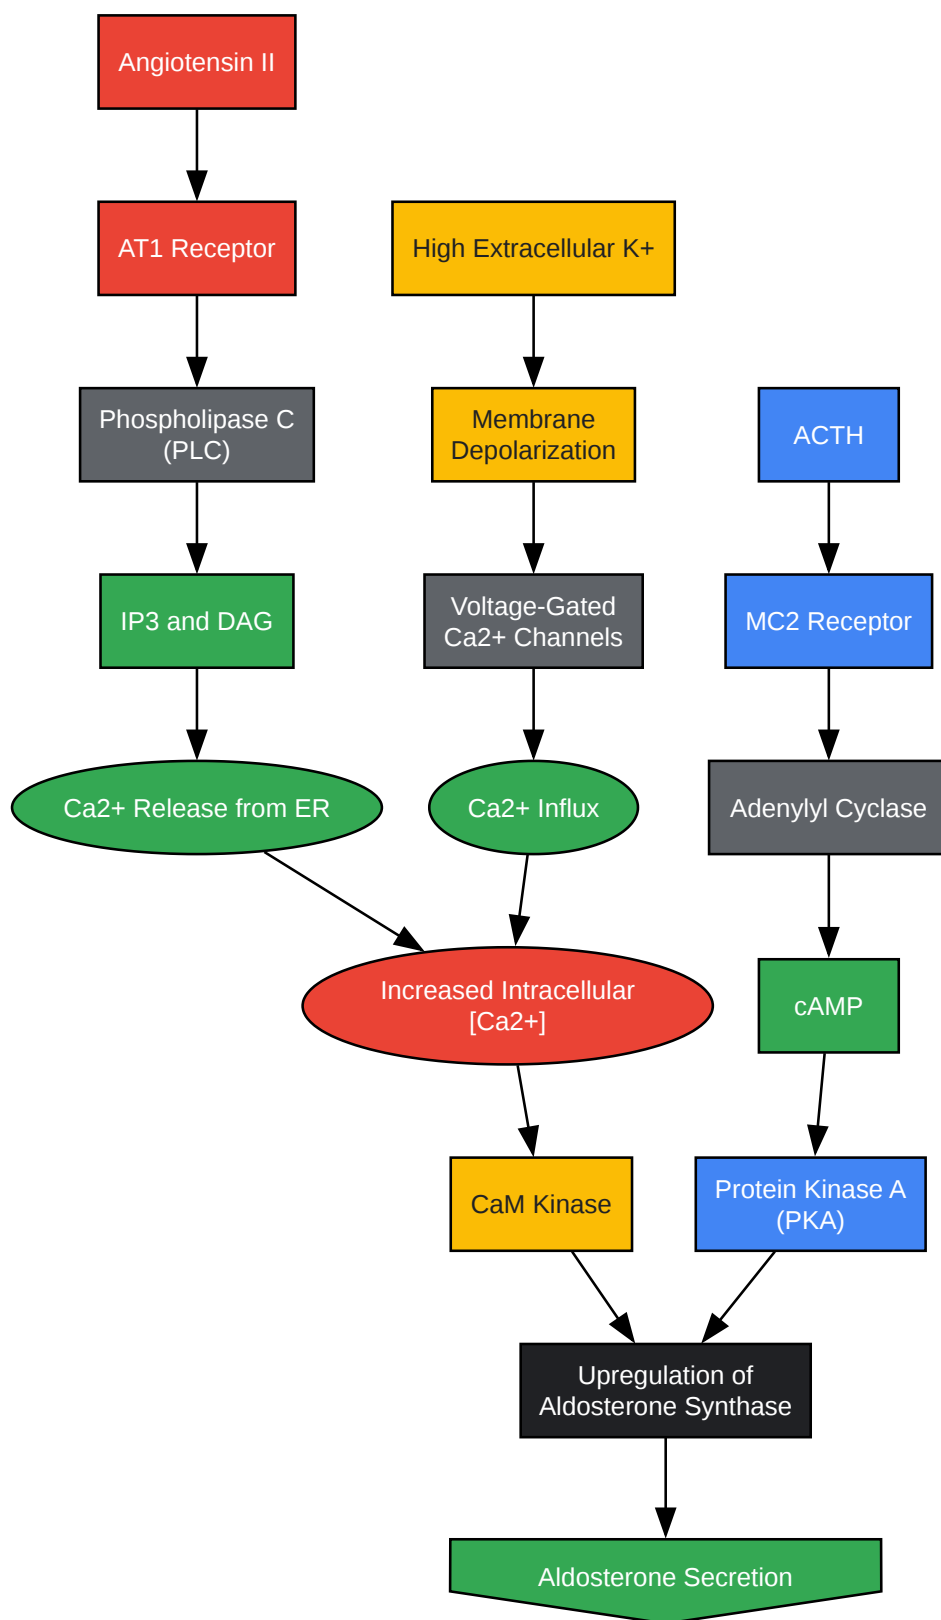 Angiotensin II
AT1 Receptor
High Extracellular K+
Phospholipase C
(PLC)
Membrane
Depolarization
ACTH
IP3 and DAG
Voltage-Gated
Ca2+ Channels
MC2 Receptor
Ca2+ Release from ER
Ca2+ Influx
Adenylyl Cyclase
Increased Intracellular
[Ca2+]
cAMP
CaM Kinase
Protein Kinase A
(PKA)
Upregulation of
Aldosterone Synthase
Aldosterone Secretion